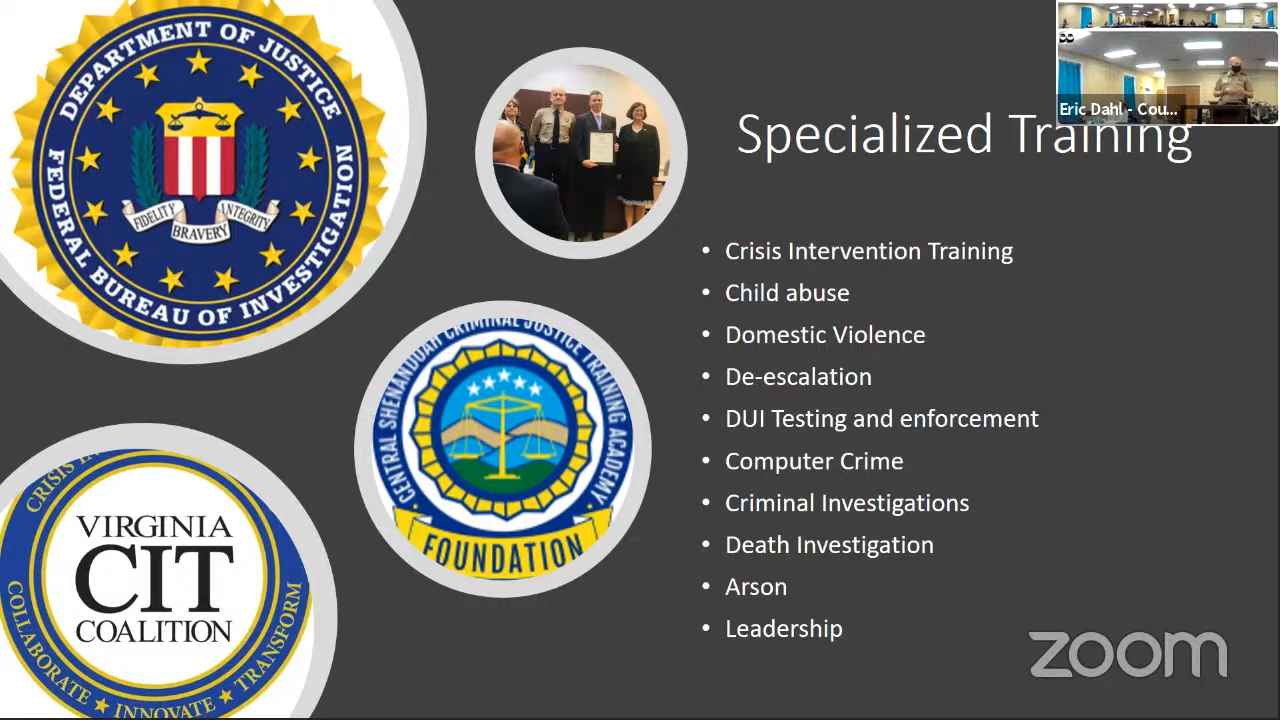 DEPARTMENT OF JUSTICE
FEDERAL BUREAU OF INVESTIGATION
FIDELITY
BRAVERY
INTEGRITY
Eric Dahl - Cou...
Specialized Training
• Crisis Intervention Training
• Child abuse
• Domestic Violence
• De-escalation
• DUI Testing and enforcement
• Computer Crime
• Criminal Investigations
• Death Investigation
• Arson
• Leadership
CENTRAL SHENANDOAH CRIMINAL JUSTICE TRAINING ACADEMY
FOUNDATION
CRISIS
VIRGINIA
CIT
COALITION
COLLABORATE ★ INNOVATE ★ TRANSFORM
zoom